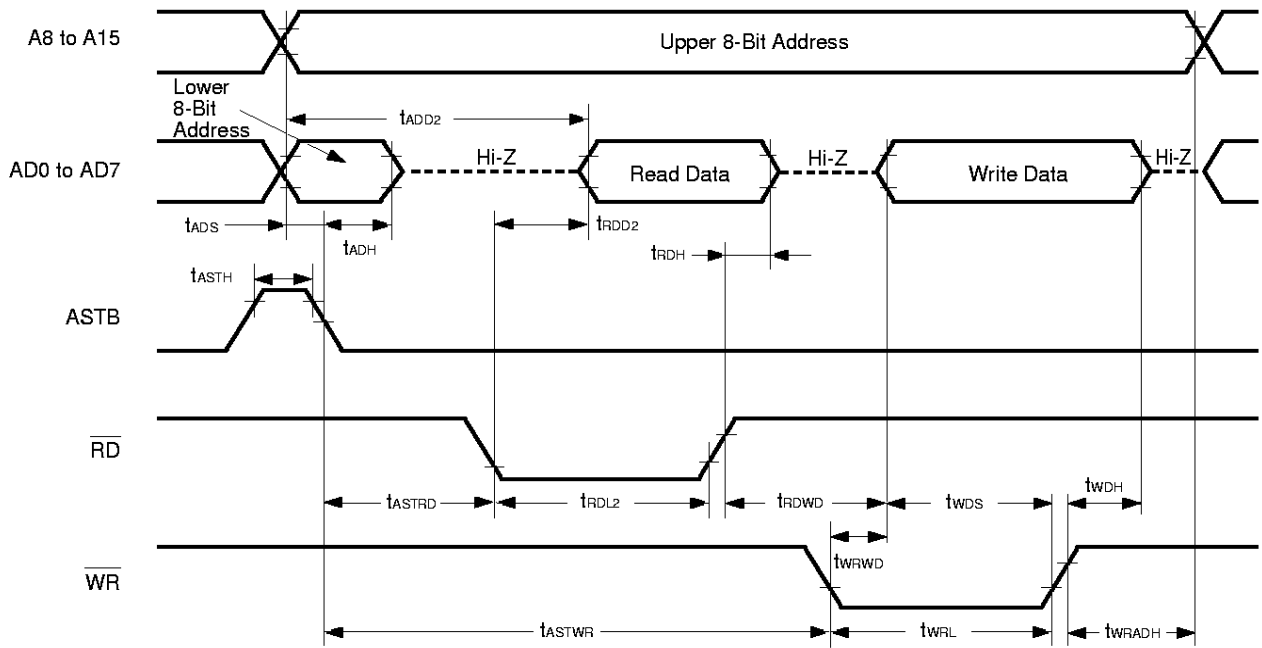 A8 to A15
Upper 8-Bit Address
Lower
8-Bit
Address
tADD2
AD0 to AD7
Hi-Z
Read Data
Hi-Z
Write Data
Hi-Z
tADS
tADH
tRDD2
tRDH
tASTH
ASTB
RD
tASTRD
tRDL2
tRDWD
tWDS
tWDH
WR
tWRWD
tASTWR
tWRL
tWRADH